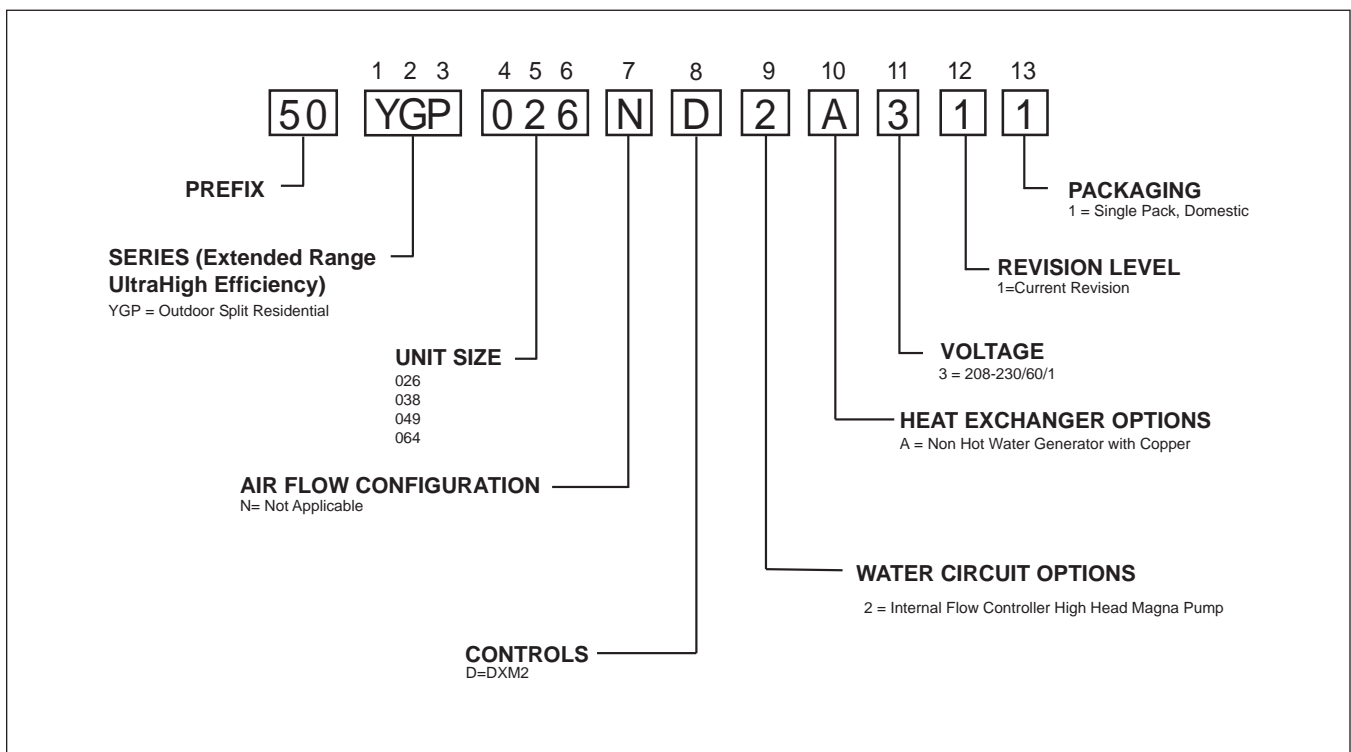 1 2 3 4 5 6 7 8 9 10 11 12 13
50 YGP 026 N D 2 A 3 1 1
PREFIX
PACKAGING
1 = Single Pack, Domestic
SERIES (Extended Range
UltraHigh Efficiency)
YGP = Outdoor Split Residential
REVISION LEVEL
1=Current Revision
UNIT SIZE
026
038
049
064
VOLTAGE
3 = 208-230/60/1
HEAT EXCHANGER OPTIONS
A = Non Hot Water Generator with Copper
AIR FLOW CONFIGURATION
N= Not Applicable
WATER CIRCUIT OPTIONS
2 = Internal Flow Controller High Head Magna Pump
CONTROLS
D=DXM2